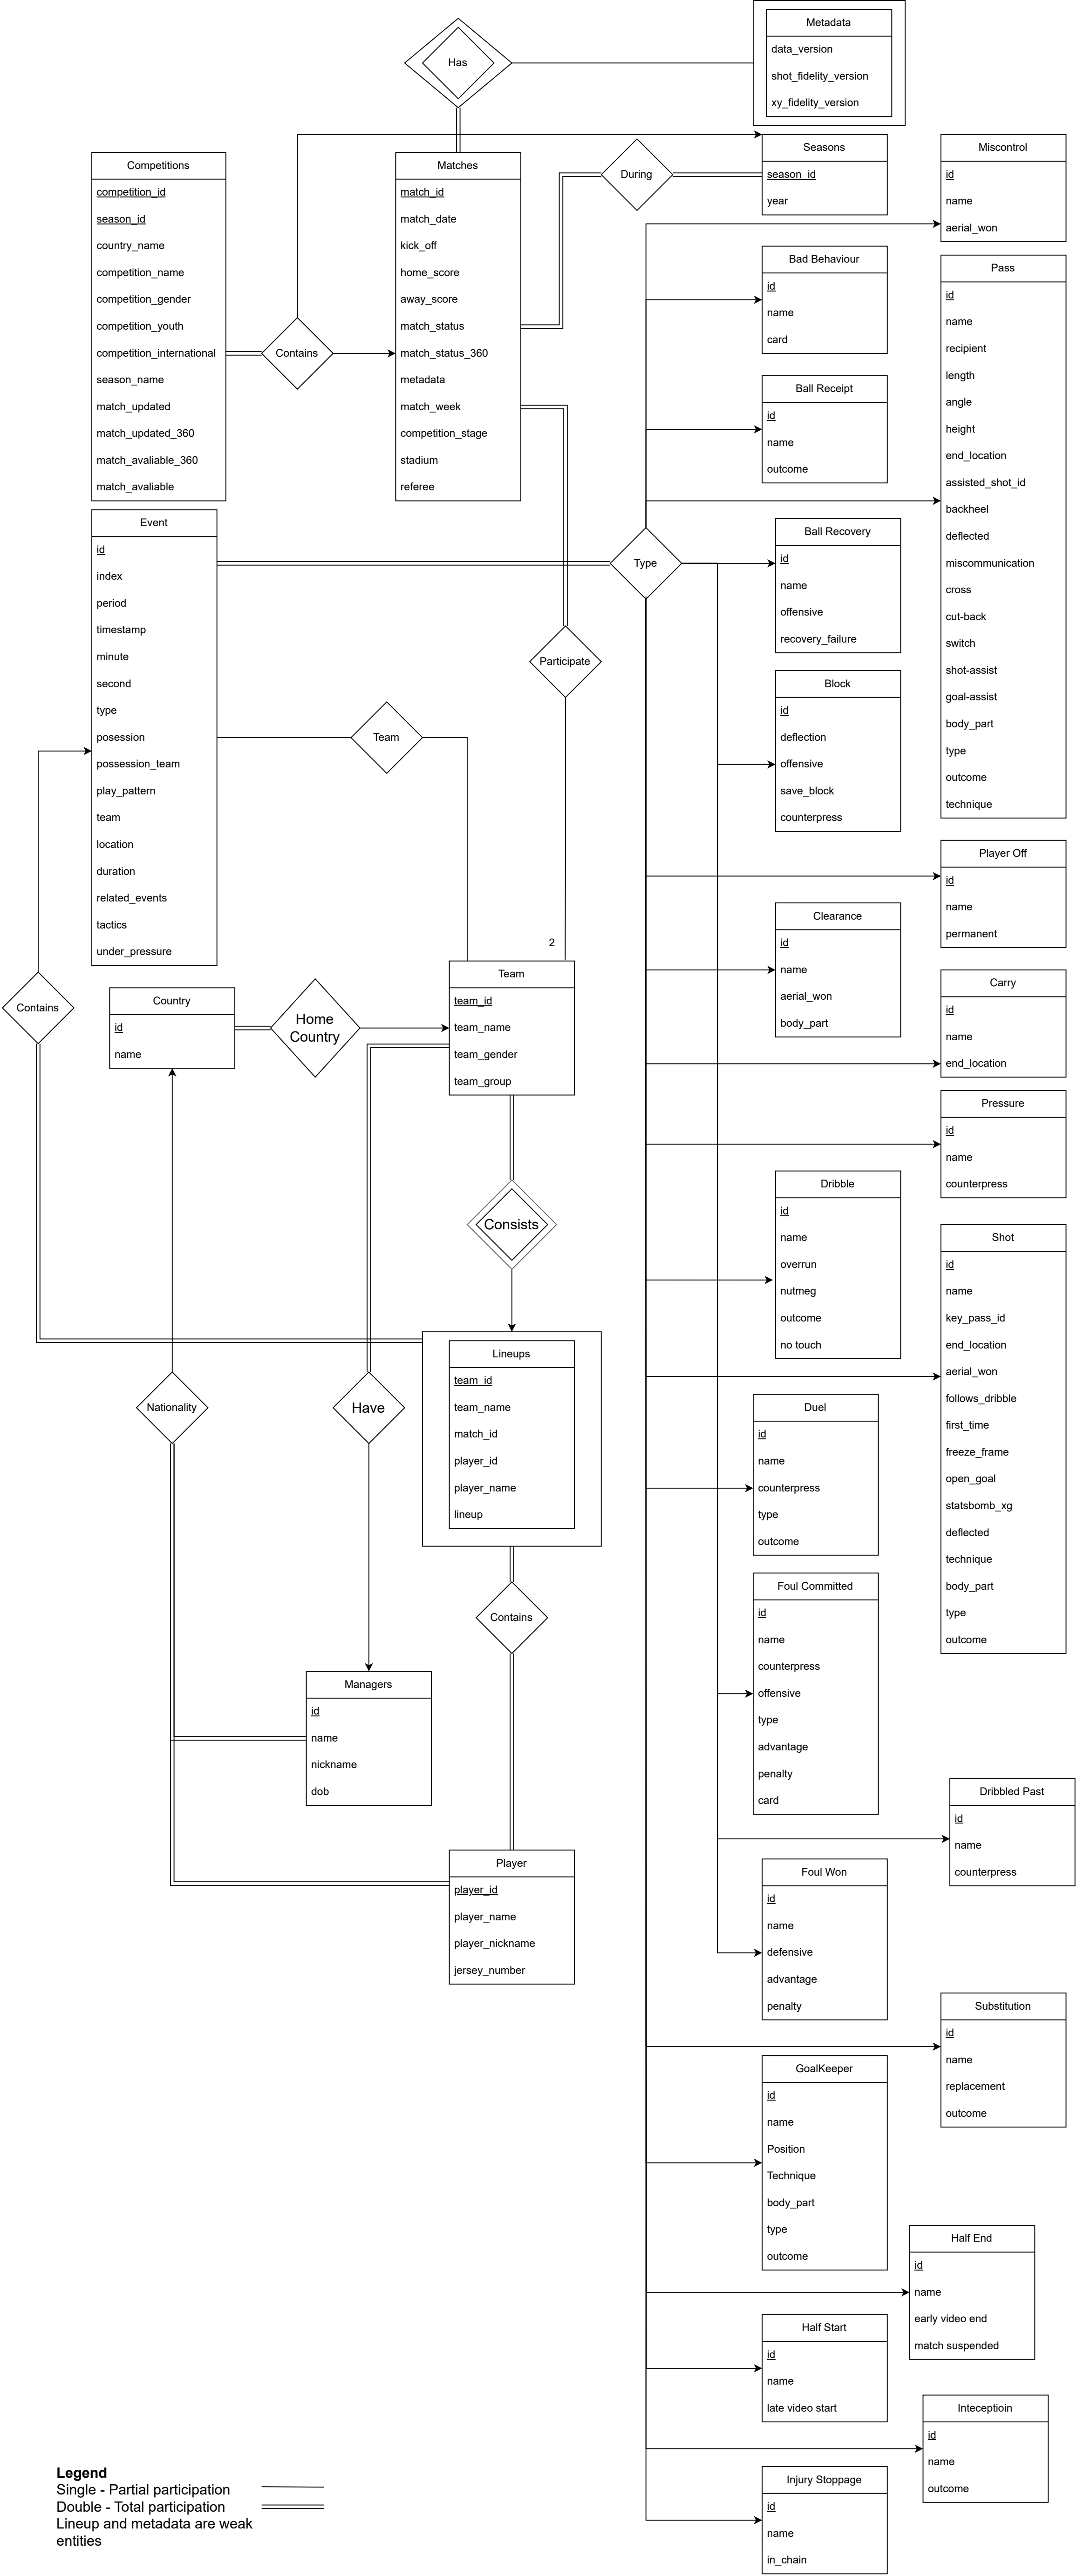 Has
Metadata
data_version
shot_fidelity_version
xy_fidelity_version
Competitions
competition_id
season_id
country_name
competition_name
competition_gender
competition_youth
competition_international
season_name
match_updated
match_updated_360
match_avaliable_360
match_avaliable
Contains
Matches
match_id
match_date
kick_off
home_score
away_score
match_status
match_status_360
metadata
match_week
competition_stage
stadium
referee
During
Seasons
season_id
year
Miscontrol
id
name
aerial_won
Bad Behaviour
id
name
card
Ball Receipt
id
name
outcome
Pass
id
name
recipient
length
angle
height
end_location
assisted_shot_id
backheel
deflected
miscommunication
cross
cut-back
switch
shot-assist
goal-assist
body_part
type
outcome
technique
Event
id
index
period
timestamp
minute
second
type
posession
possession_team
play_pattern
team
location
duration
related_events
tactics
under_pressure
Type
Ball Recovery
id
name
offensive
recovery_failure
Participate
2
Team
Block
id
deflection
offensive
save_block
counterpress
Player Off
id
name
permanent
Clearance
id
name
aerial_won
body_part
Carry
id
name
end_location
Contains
Country
id
name
Home
Country
Team
team_id
team_name
team_gender
team_group
Pressure
id
name
counterpress
Dribble
id
name
overrun
nutmeg
outcome
no touch
Consists
Shot
id
name
key_pass_id
end_location
aerial_won
follows_dribble
first_time
freeze_frame
open_goal
statsbomb_xg
deflected
technique
body_part
type
outcome
Nationality
Have
Lineups
team_id
team_name
match_id
player_id
player_name
lineup
Duel
id
name
counterpress
type
outcome
Contains
Foul Committed
id
name
counterpress
offensive
type
advantage
penalty
card
Managers
id
name
nickname
dob
Dribbled Past
id
name
counterpress
Player
player_id
player_name
player_nickname
jersey_number
Foul Won
id
name
defensive
advantage
penalty
Substitution
id
name
replacement
outcome
GoalKeeper
id
name
Position
Technique
body_part
type
outcome
Half End
id
name
early video end
match suspended
Half Start
id
name
late video start
Inteceptioin
id
name
outcome
Injury Stoppage
id
name
in_chain
Legend
Single - Partial participation
Double - Total participation
Lineup and metadata are weak
entities